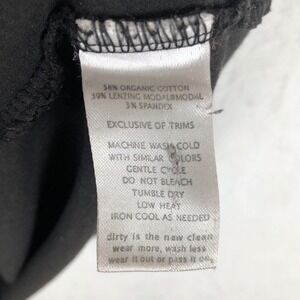 58% ORGANIC COTTON
39% LENZING MODAL®MODAL
3% SPANDEX
EXCLUSIVE OF TRIMS
MACHINE WASH COLD
WITH SIMILAR COLORS
GENTLE CYCLE
DO NOT BLEACH
TUMBLE DRY
LOW HEAT
IRON COOL AS NEEDED
dirty is the new clean
wear more, wash less
wear it out or pass it on